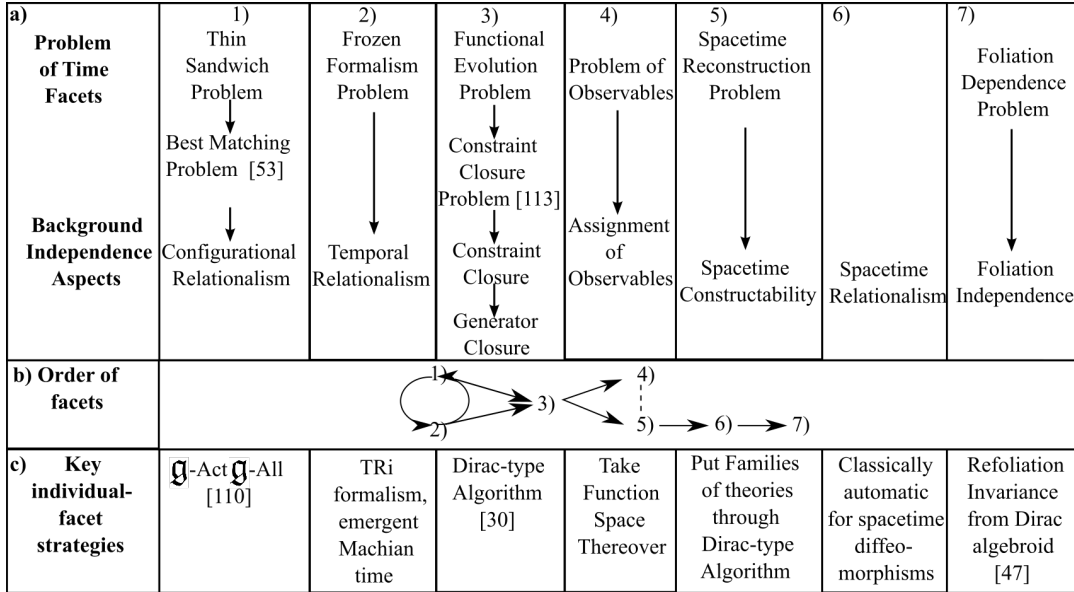 a)
Problem
of Time
Facets
Background
Independence
Aspects
1)
Thin
Sandwich
Problem
Best Matching
Problem [53]
Configurational
Relationalism
2)
Frozen
Formalism
Problem
Temporal
Relationalism
3)
Functional
Evolution
Problem
Constraint
Closure
Problem [113]
Constraint
Closure
Generator
Closure
4)
Problem of
Observables
Assignment
of
Observables
5)
Spacetime
Reconstruction
Problem
Spacetime
Constructability
6)
Spacetime
Relationalism
7)
Foliation
Dependence
Problem
Foliation
Independence
b) Order of
facets
1)
2)
3)
4)
5)
6)
7)
c) Key
individual-
facet
strategies
𝖌-Act 𝖌-All
[110]
TRi
formalism,
emergent
Machian
time
Dirac-type
Algorithm
[30]
Take
Function
Space
Thereover
Put Families
of theories
through
Dirac-type
Algorithm
Classically
automatic
for spacetime
diffeo-
morphisms
Refoliation
Invariance
from Dirac
algebroid
[47]